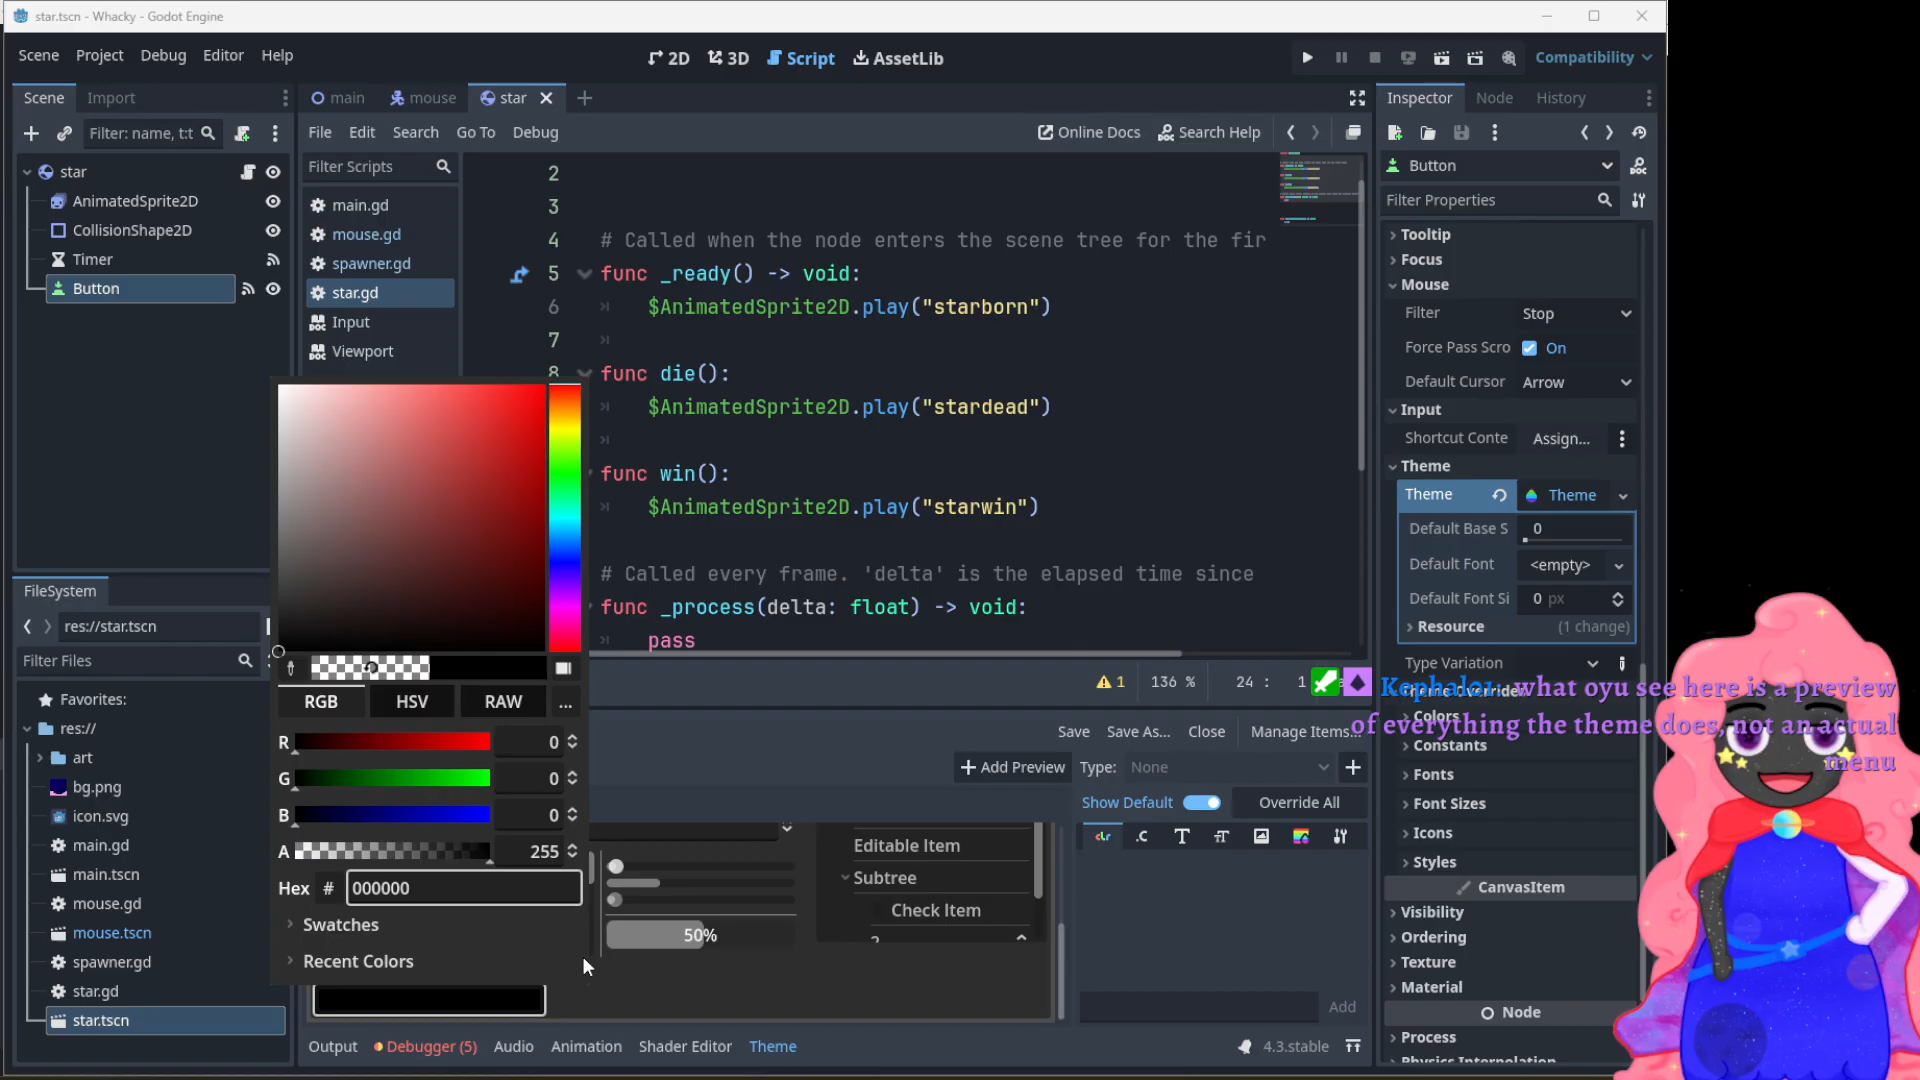 star.tscn - Whacky - Godot Engine
Scene Project Debug Editor Help
2D 3D Script AssetLib
Compatibility
Scene Import
main mouse star
Inspector Node History
Filter: name, t:t
File Edit Search Go To Debug
Online Docs Search Help
star
AnimatedSprite2D
CollisionShape2D
Timer
Button
Filter Scripts
main.gd
mouse.gd
spawner.gd
star.gd
Input
Viewport
2
3
4 # Called when the node enters the scene tree for the fir
5 func _ready() -> void:
6 $AnimatedSprite2D.play("starborn")
7
8 func die():
$AnimatedSprite2D.play("stardead")
func win():
$AnimatedSprite2D.play("starwin")
# Called every frame. 'delta' is the elapsed time since
func _process(delta: float) -> void:
pass
1 136 % 24 : 1
Button
Filter Properties
Tooltip
Focus
Mouse
Filter Stop
Force Pass Scro On
Default Cursor Arrow
Input
Shortcut Conte Assign...
Theme
Theme Theme
Default Base S 0
Default Font <empty>
Default Font Si 0 px
Resource (1 change)
Type Variation
Colors
Constants
Fonts
Font Sizes
Icons
Styles
CanvasItem
Visibility
Ordering
Texture
Material
Node
Process
Physics Interpolation
Kephalor: what oyu see here is a preview
of everything the theme does, not an actual
menu
FileSystem
res://star.tscn
Filter Files
Favorites:
res://
art
bg.png
icon.svg
main.gd
main.tscn
mouse.gd
mouse.tscn
spawner.gd
star.gd
star.tscn
RGB HSV RAW ...
R 0
G 0
B 0
A 255
Hex # 000000
Swatches
Recent Colors
Save Save As... Close Manage Items...
Add Preview Type: None
Show Default Override All
Editable Item
Subtree
Check Item
50%
Add
Output Debugger (5) Audio Animation Shader Editor Theme
4.3.stable